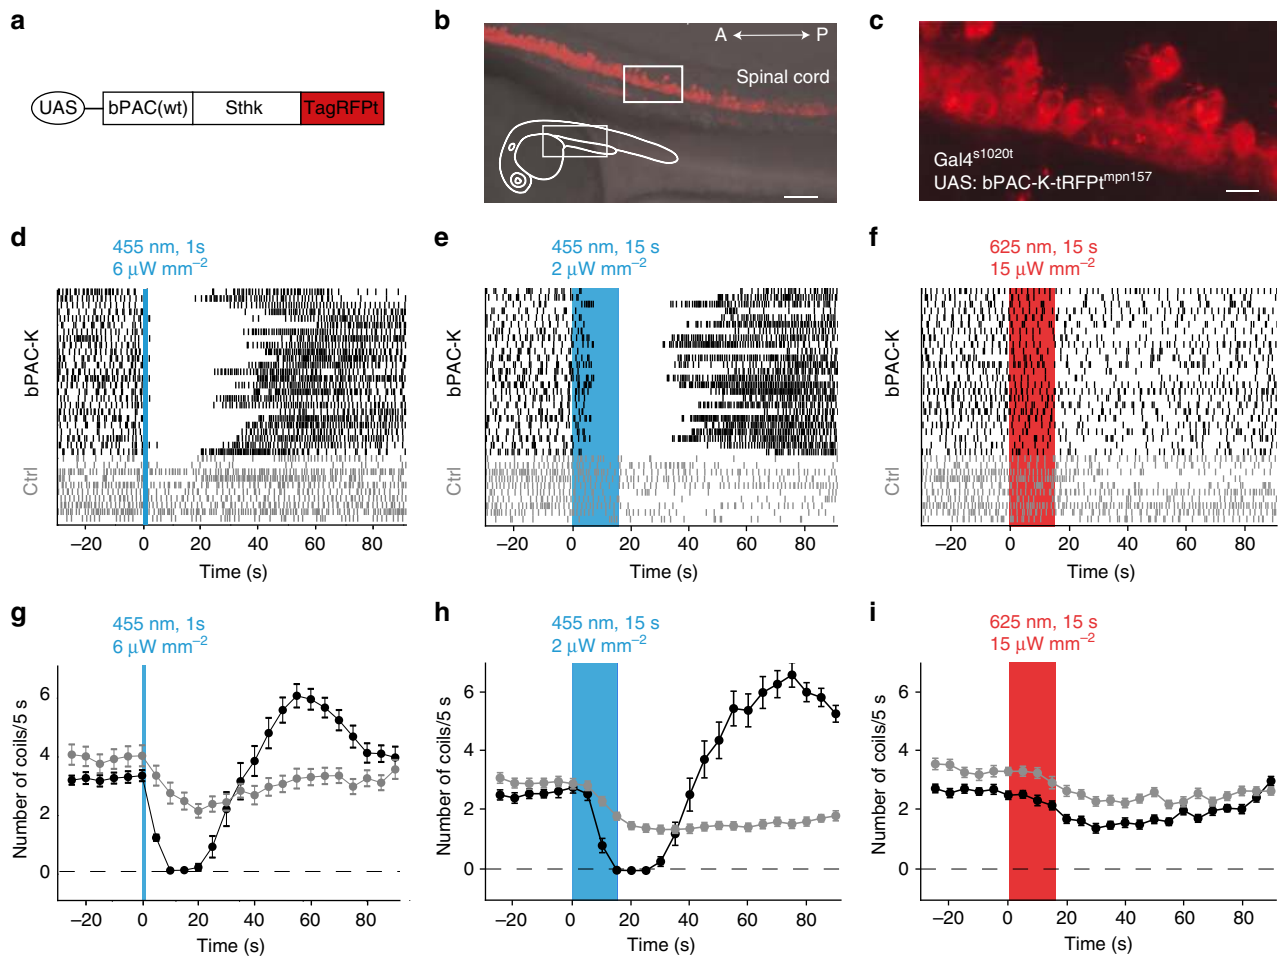 a
UAS
bPAC(wt)
Sthk
TagRFPt
b
A
P
Spinal cord
c
Gal4s1020t
UAS: bPAC-K-tRFPtmpn157
d
455 nm, 1s
6 μW mm–2
bPAC-K
Ctrl
–20
0
20
40
60
80
Time (s)
e
455 nm, 15 s
2 μW mm–2
bPAC-K
Ctrl
–20
0
20
40
60
80
Time (s)
f
625 nm, 15 s
15 μW mm–2
bPAC-K
Ctrl
–20
0
20
40
60
80
Time (s)
g
455 nm, 1s
6 μW mm–2
Number of coils/5 s
6
4
2
0
–20
0
20
40
60
80
Time (s)
h
455 nm, 15 s
2 μW mm–2
Number of coils/5 s
6
4
2
0
–20
0
20
40
60
80
Time (s)
i
625 nm, 15 s
15 μW mm–2
Number of coils/5 s
6
4
2
0
–20
0
20
40
60
80
Time (s)